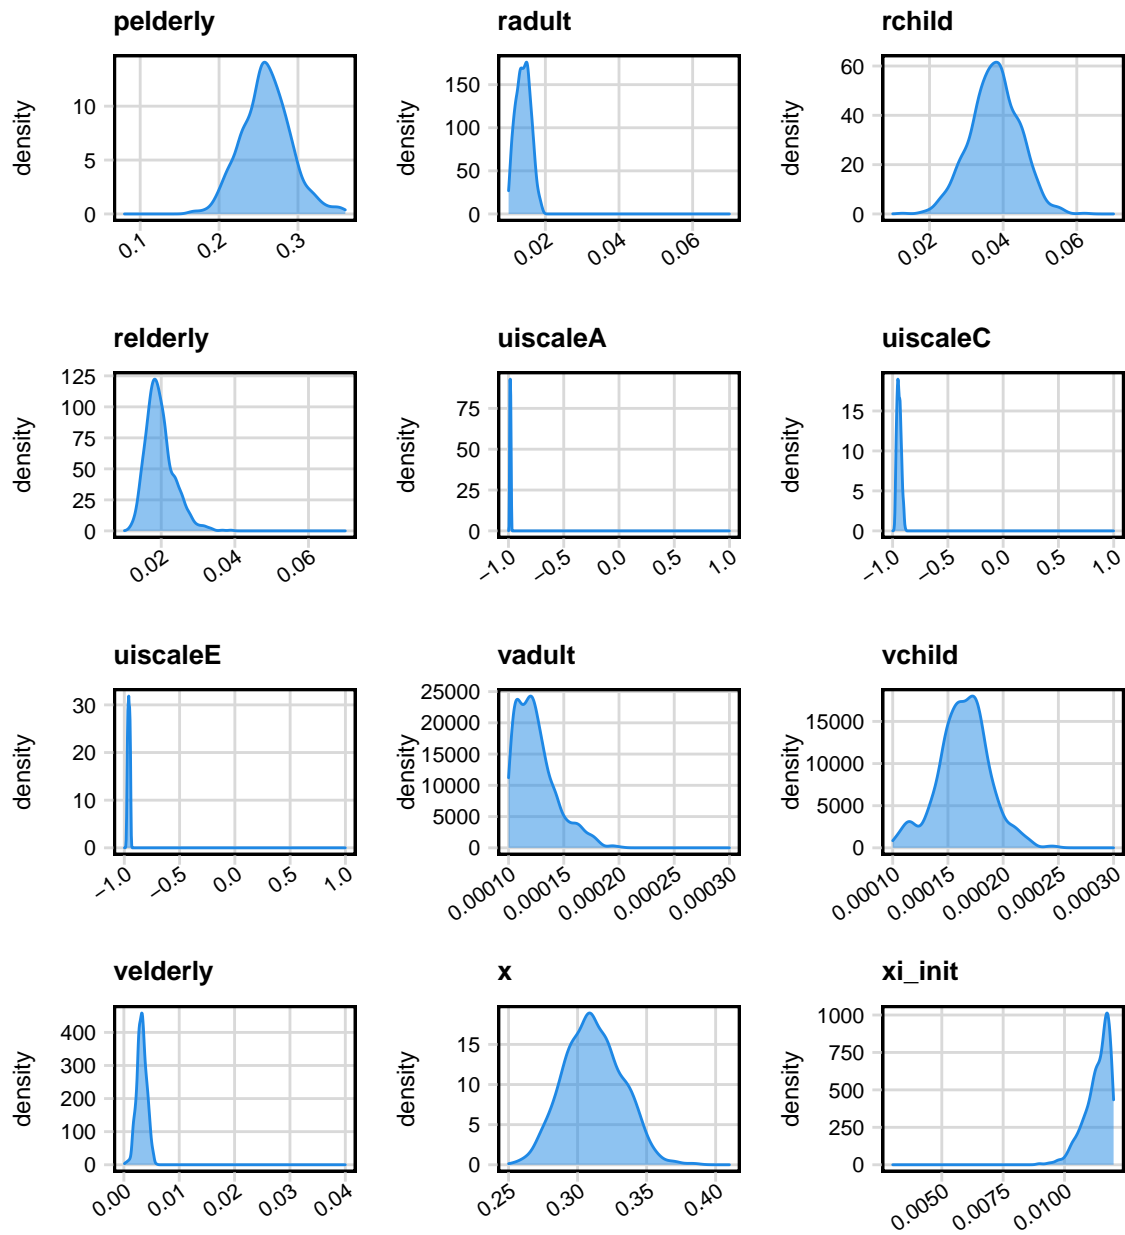 pelderly radult rchild
density 0 5 10 0.1 0.2 0.3
density 0 50 100 150 0.02 0.04 0.06
density 0 20 40 60 0.02 0.04 0.06
relderly uiscaleA uiscaleC
density 0 25 50 75 100 125 0.02 0.04 0.06
density 0 25 50 75 −1.0 −0.5 0.0 0.5 1.0
density 0 5 10 15 −1.0 −0.5 0.0 0.5 1.0
uiscaleE vadult vchild
density 0 10 20 30 −1.0 −0.5 0.0 0.5 1.0
density 0 5000 10000 15000 20000 25000 0.00010 0.00015 0.00020 0.00025 0.00030
density 0 5000 10000 15000 0.00010 0.00015 0.00020 0.00025 0.00030
velderly x xi_init
density 0 100 200 300 400 0.00 0.01 0.02 0.03 0.04
density 0 5 10 15 0.25 0.30 0.35 0.40
density 0 250 500 750 1000 0.0050 0.0075 0.0100